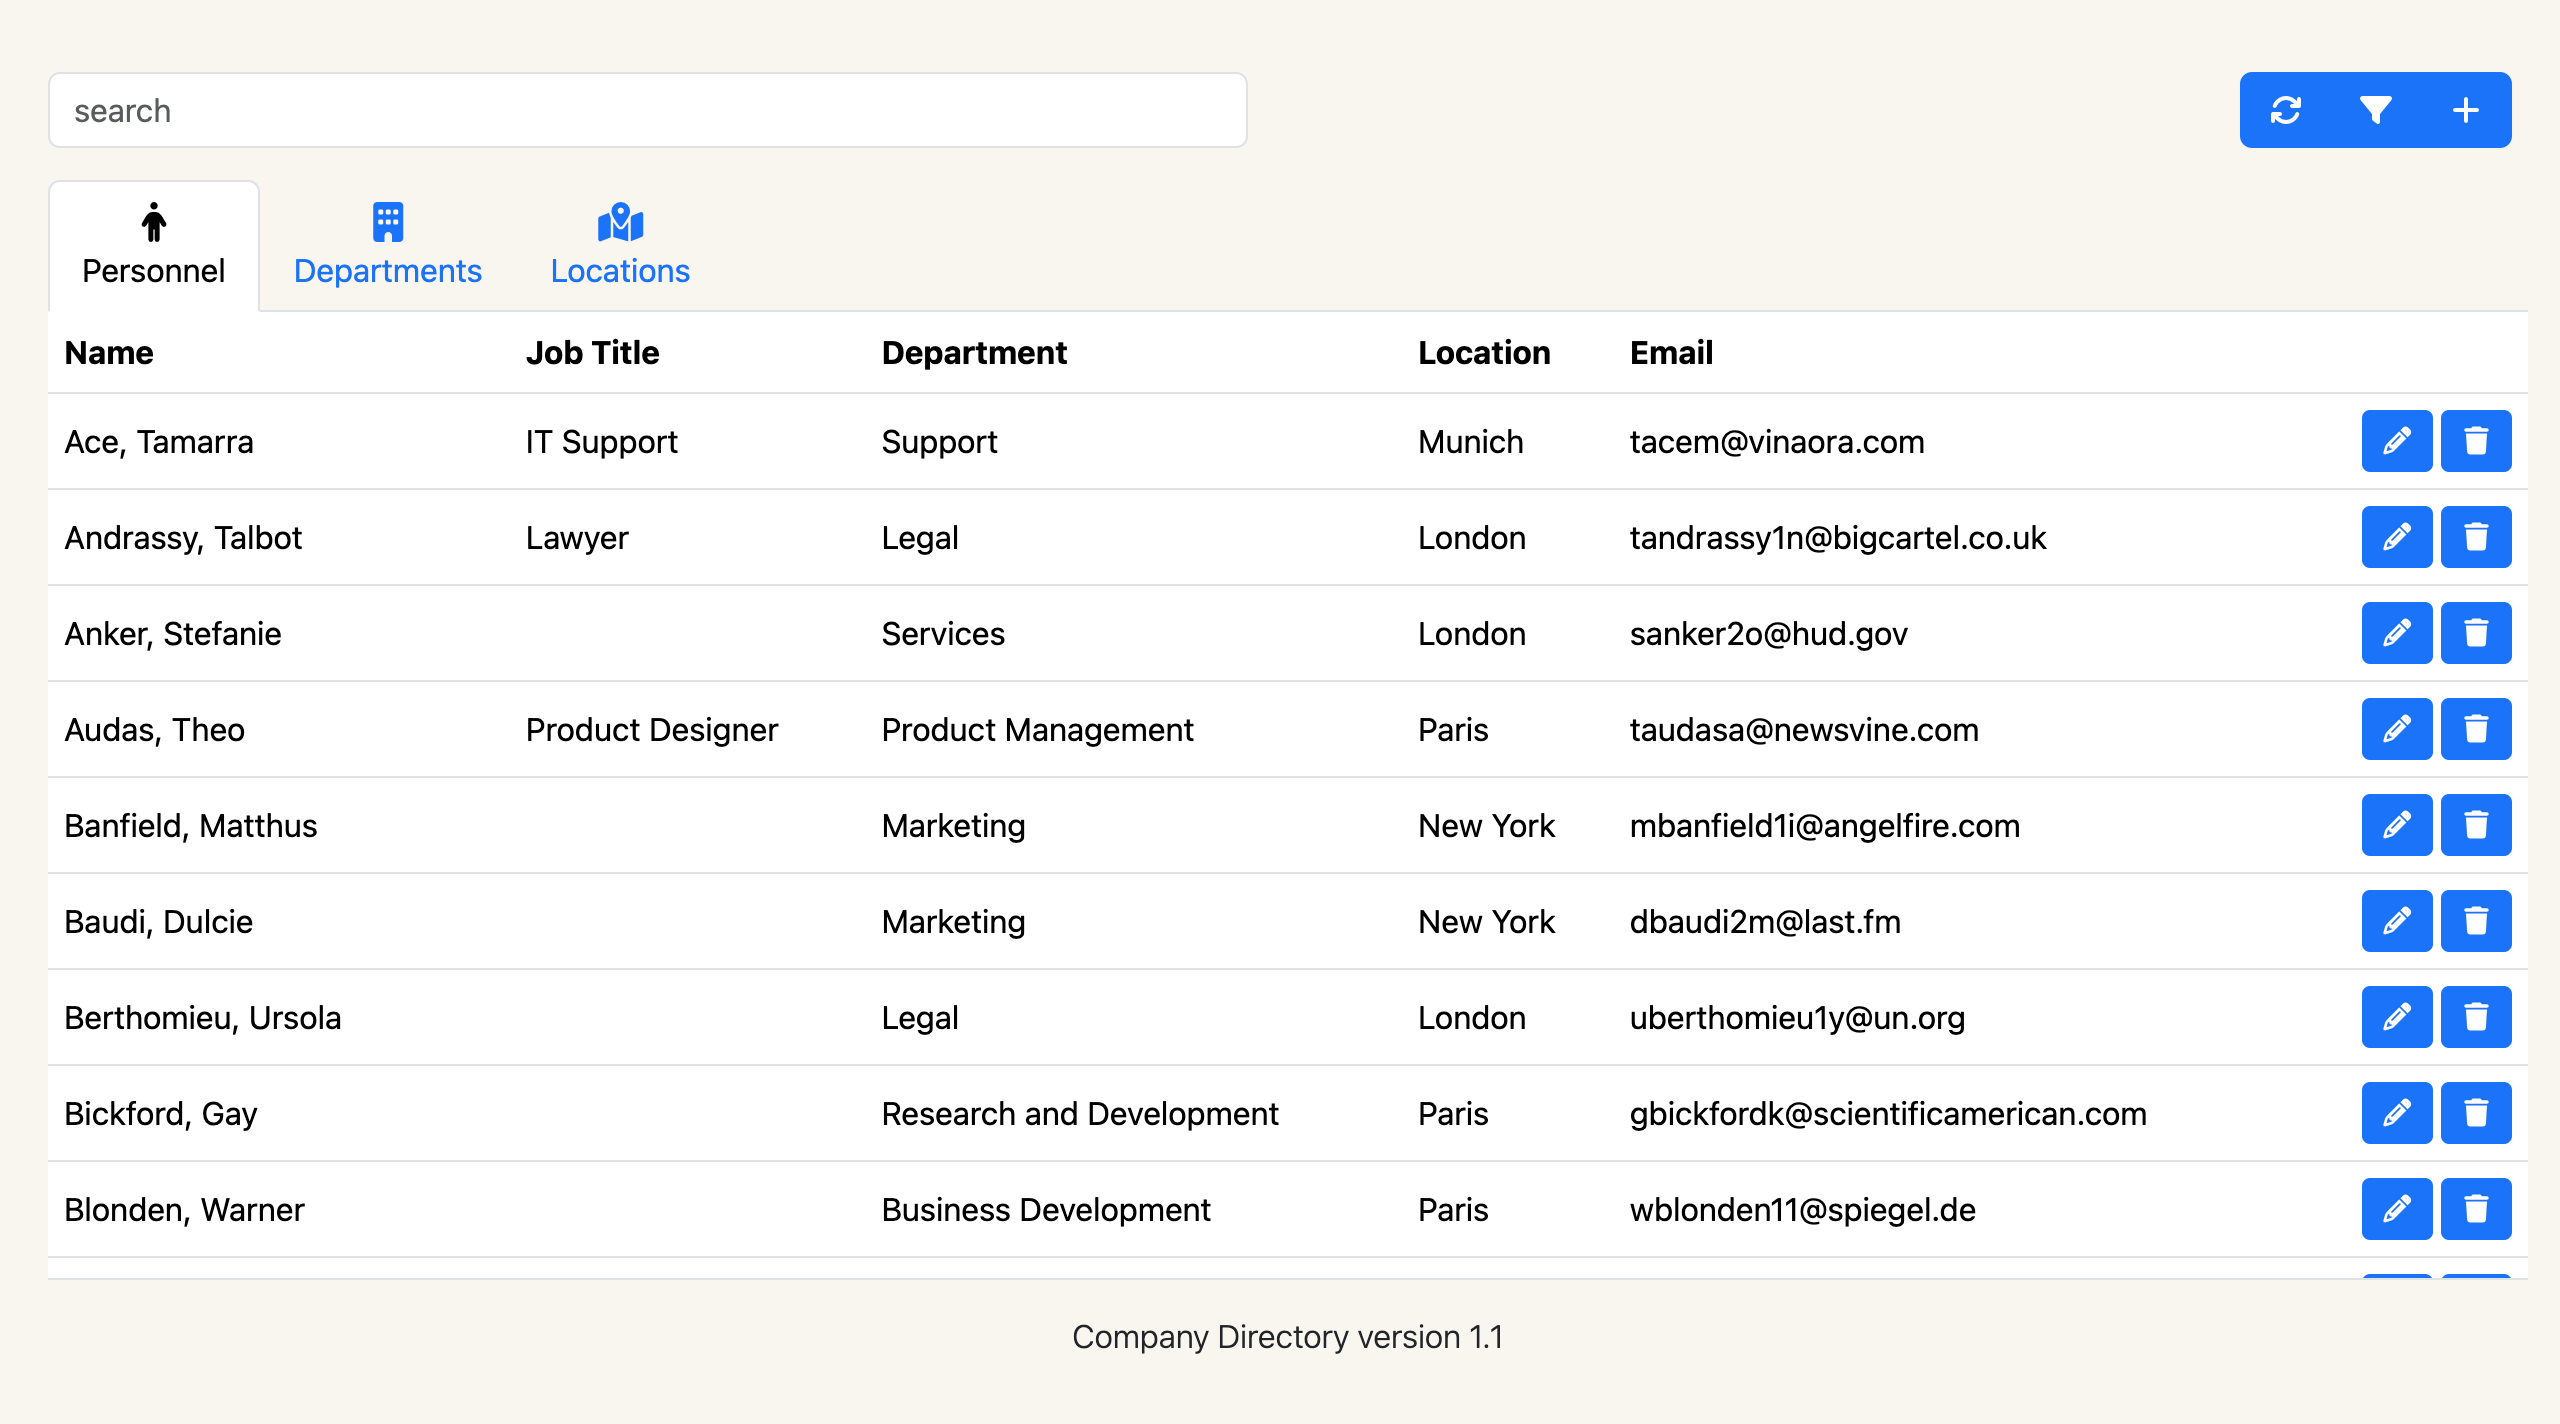 search
Personnel Departments Locations
Name Job Title Department Location Email
Ace, Tamarra IT Support Support Munich tacem@vinaora.com
Andrassy, Talbot Lawyer Legal London tandrassy1n@bigcartel.co.uk
Anker, Stefanie Services London sanker2o@hud.gov
Audas, Theo Product Designer Product Management Paris taudasa@newsvine.com
Banfield, Matthus Marketing New York mbanfield1i@angelfire.com
Baudi, Dulcie Marketing New York dbaudi2m@last.fm
Berthomieu, Ursola Legal London uberthomieu1y@un.org
Bickford, Gay Research and Development Paris gbickfordk@scientificamerican.com
Blonden, Warner Business Development Paris wblonden11@spiegel.de
Company Directory version 1.1